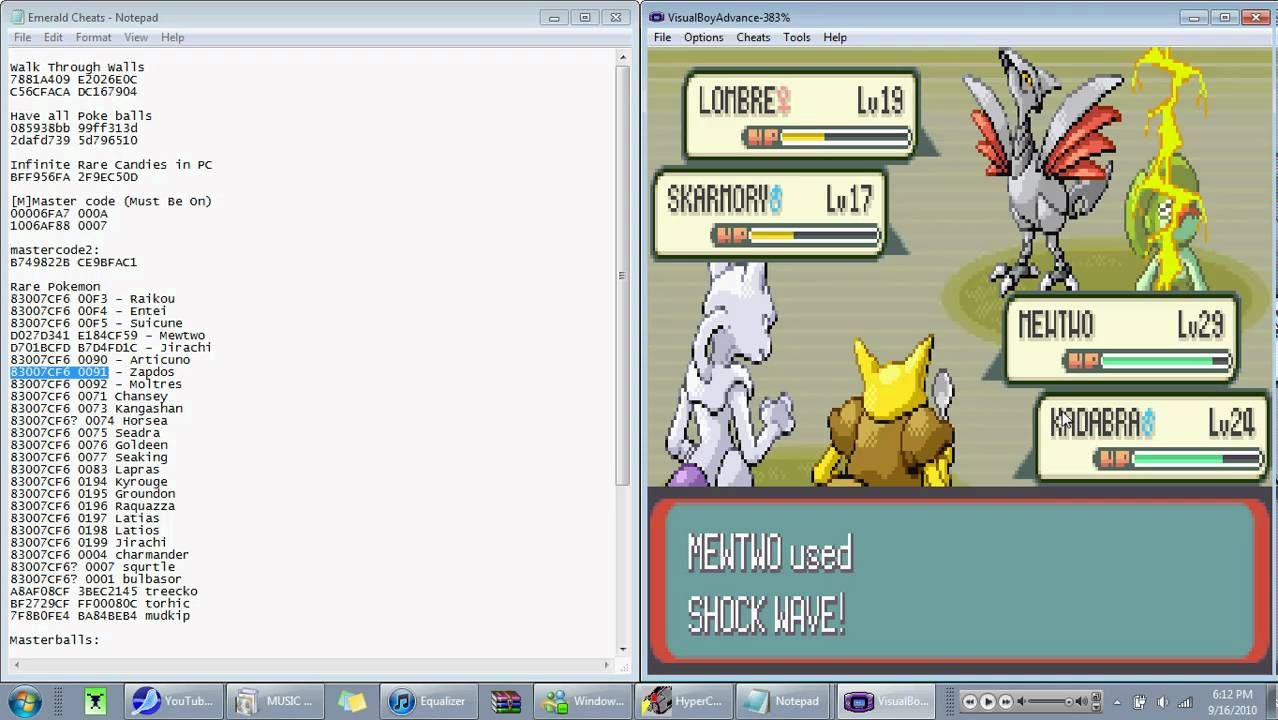 Emerald Cheats - Notepad
File Edit Format View Help
Walk Through Walls
7881A409 E2026E0C
C56CFACA DC167904
Have all Poke balls
085938bb 99ff313d
2dafd739 5d796510
Infinite Rare Candies in PC
BFF956FA 2F9EC50D
[M]Master code (Must Be On)
00006FA7 000A
1006AF88 0007
mastercode2:
B749822B CE9BFAC1
Rare Pokemon
83007CF6 00F3 - Raikou
83007CF6 00F4 - Entei
83007CF6 00F5 - Suicune
D027D341 E184CF59 - Mewtwo
D701BCFD B7D4FD1C - Jirachi
83007CF6 0090 - Articuno
83007CF6 0091 - Zapdos
83007CF6 0092 - Moltres
83007CF6 0071 Chansey
83007CF6 0073 Kangashan
83007CF6? 0074 Horsea
83007CF6 0075 Seadra
83007CF6 0076 Goldeen
83007CF6 0077 Seaking
83007CF6 0083 Lapras
83007CF6 0194 Kyrouge
83007CF6 0195 Groundon
83007CF6 0196 Raquazza
83007CF6 0197 Latias
83007CF6 0198 Latios
83007CF6 0199 Jirachi
83007CF6 0004 charmander
83007CF6? 0007 squrtle
83007CF6? 0001 bulbasor
A8AF08CF 3BEC2145 treecko
BF2729CF FF00080C torhic
7F8B0FE4 BA84BEB4 mudkip
Masterballs:
VisualBoyAdvance-383%
File Options Cheats Tools Help
LOMBRE♀ Lv19
HP
SKARMORY♂ Lv17
HP
MEWTWO Lv29
HP
KADABRA♂ Lv24
HP
MEWTWO used
SHOCK WAVE!
YouTub... MUSIC ... Equalizer Window... HyperC... Notepad VisualBo...
6:12 PM
9/16/2010